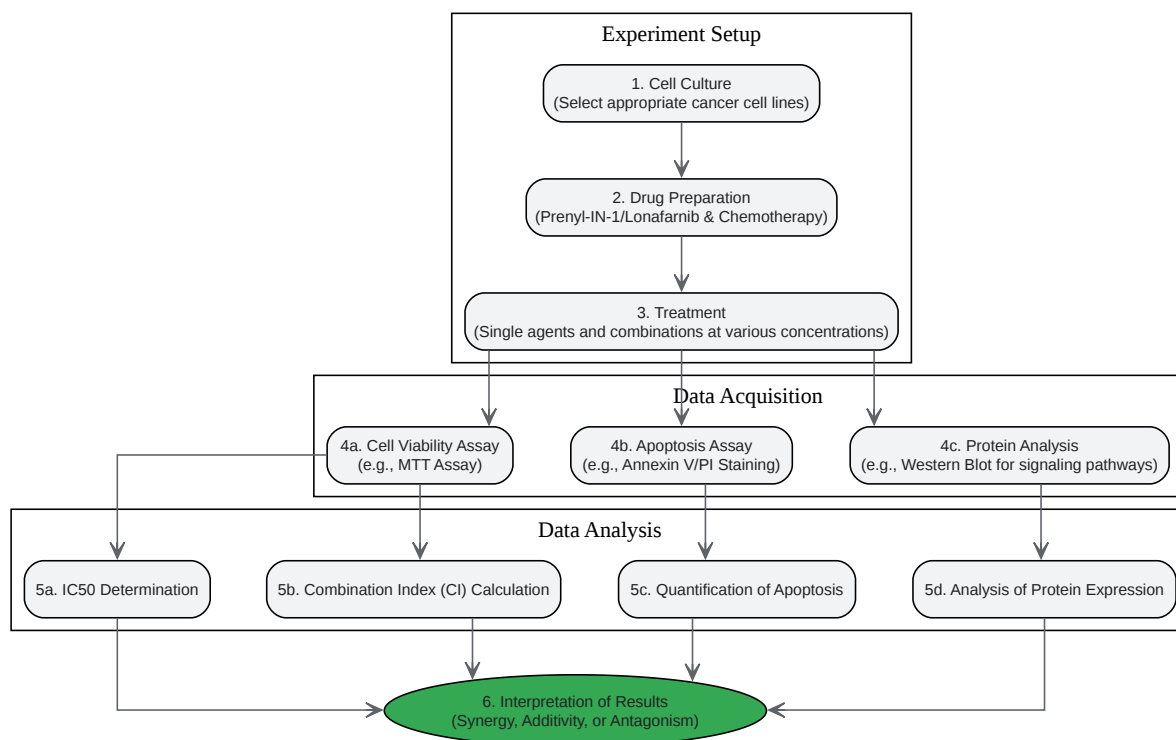 Experiment Setup
1. Cell Culture
(Select appropriate cancer cell lines)
2. Drug Preparation
(Prenyl-IN-1/Lonafarnib & Chemotherapy)
3. Treatment
(Single agents and combinations at various concentrations)
Data Acquisition
4a. Cell Viability Assay
(e.g., MTT Assay)
4b. Apoptosis Assay
(e.g., Annexin V/PI Staining)
4c. Protein Analysis
(e.g., Western Blot for signaling pathways)
Data Analysis
5a. IC50 Determination
5b. Combination Index (CI) Calculation
5c. Quantification of Apoptosis
5d. Analysis of Protein Expression
6. Interpretation of Results
(Synergy, Additivity, or Antagonism)